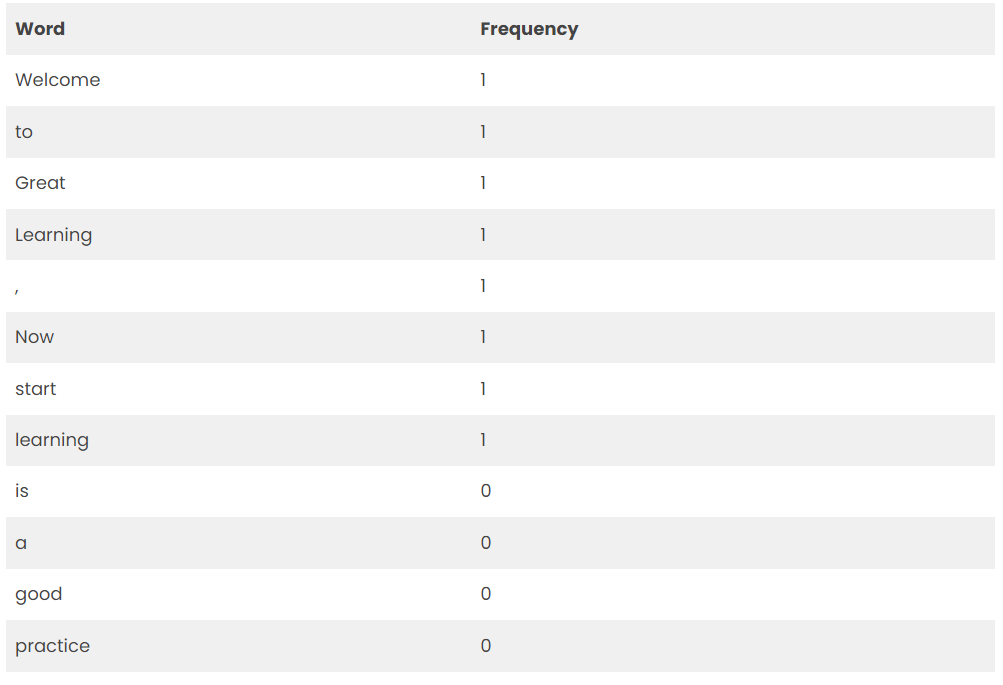 Word Frequency
Welcome 1
to 1
Great 1
Learning 1
, 1
Now 1
start 1
learning 1
is 0
a 0
good 0
practice 0